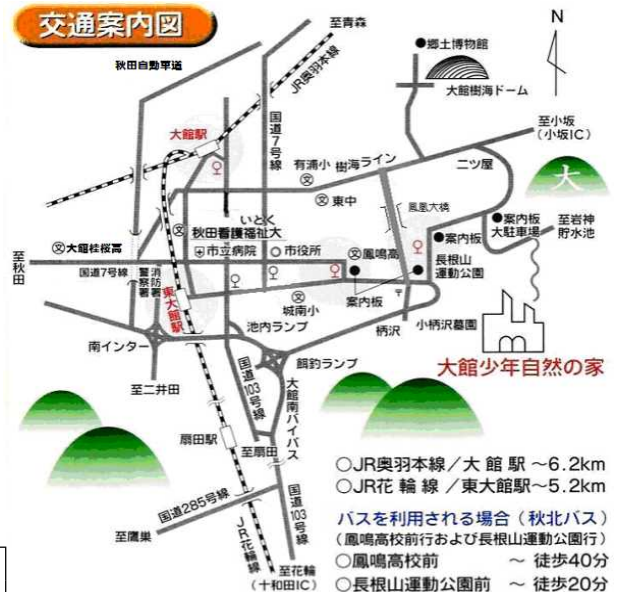 交通案内図
至青森
N
秋田自動車道
JR奥羽本線
郷土博物館
大館樹海ドーム
国道7号線
大館駅
至小坂
(小坂IC)
有浦小
樹海ライン
二ツ屋
大
文
東中
鳳凰大橋
いとく
秋田看護福祉大
文
案内板
大駐車場
至岩神
貯水池
至秋田
文大館桂桜高
市立病院
市役所
文鳳鳴高
案内板
長根山
運動公園
国道7号線
警察署
消防署
東大館駅
文
城南小
案内板
〒
柄沢
小柄沢墓園
池内ランプ
南インター
餌釣ランプ
大館少年自然の家
至二井田
国道103号線
大館南バイパス
扇田駅
至扇田
○JR奥羽本線/大館駅~6.2km
○JR花輪線/東大館駅~5.2km
国道285号線
国道103号線
バスを利用される場合(秋北バス)
(鳳鳴高校前行および長根山運動公園行)
至鷹巣
JR花輪線
至花輪
(十和田IC)
○鳳鳴高校前 ~ 徒歩40分
○長根山運動公園前 ~ 徒歩20分